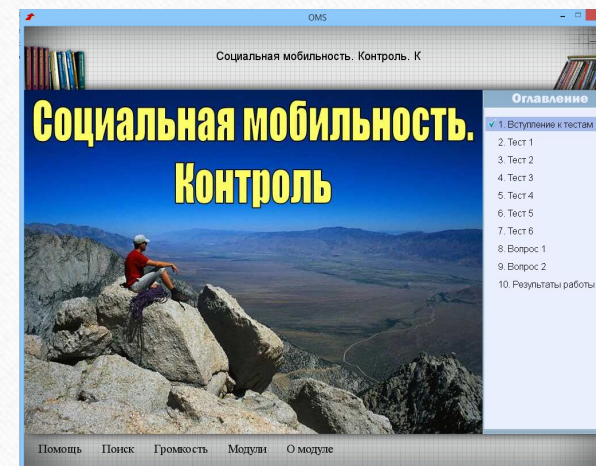 OMS
Социальная мобильность. Контроль. К
Социальная мобильность.
Контроль
Оглавление
1. Вступление к тестам
2. Тест 1
3. Тест 2
4. Тест 3
5. Тест 4
6. Тест 5
7. Тест 6
8. Вопрос 1
9. Вопрос 2
10. Результаты работы
Помощь Поиск Громкость Модули О модуле